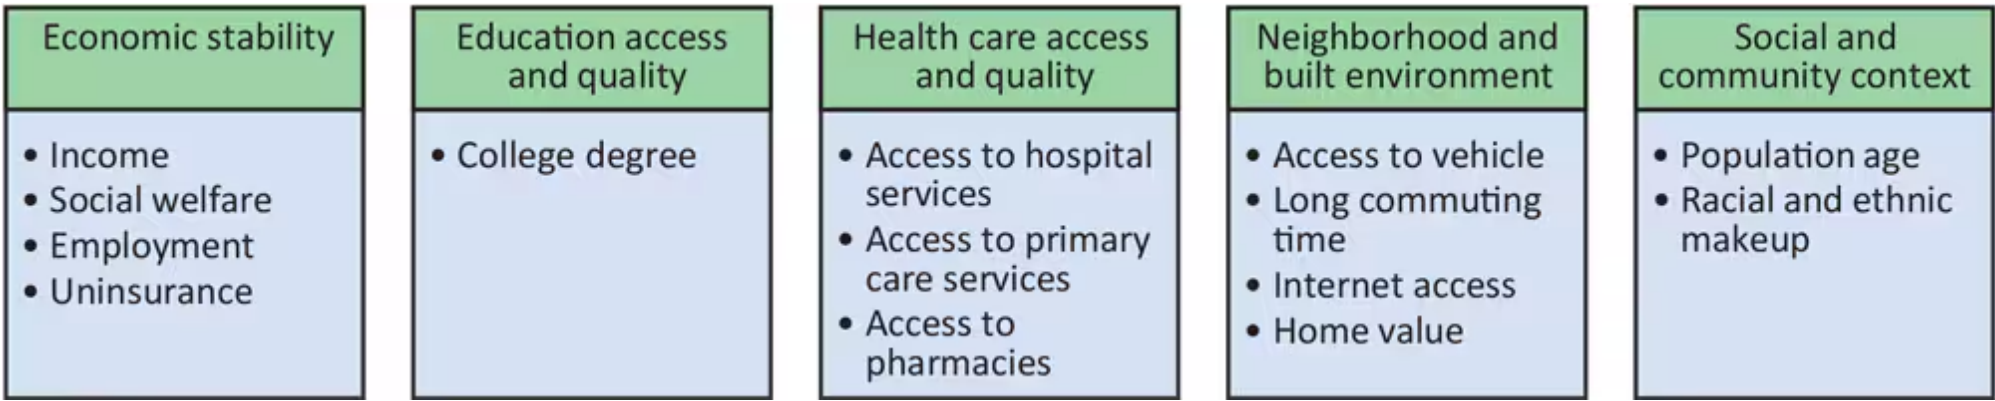 Economic stability
• Income
• Social welfare
• Employment
• Uninsurance
Education access
and quality
• College degree
Health care access
and quality
• Access to hospital
services
• Access to primary
care services
• Access to
pharmacies
Neighborhood and
built environment
• Access to vehicle
• Long commuting
time
• Internet access
• Home value
Social and
community context
• Population age
• Racial and ethnic
makeup